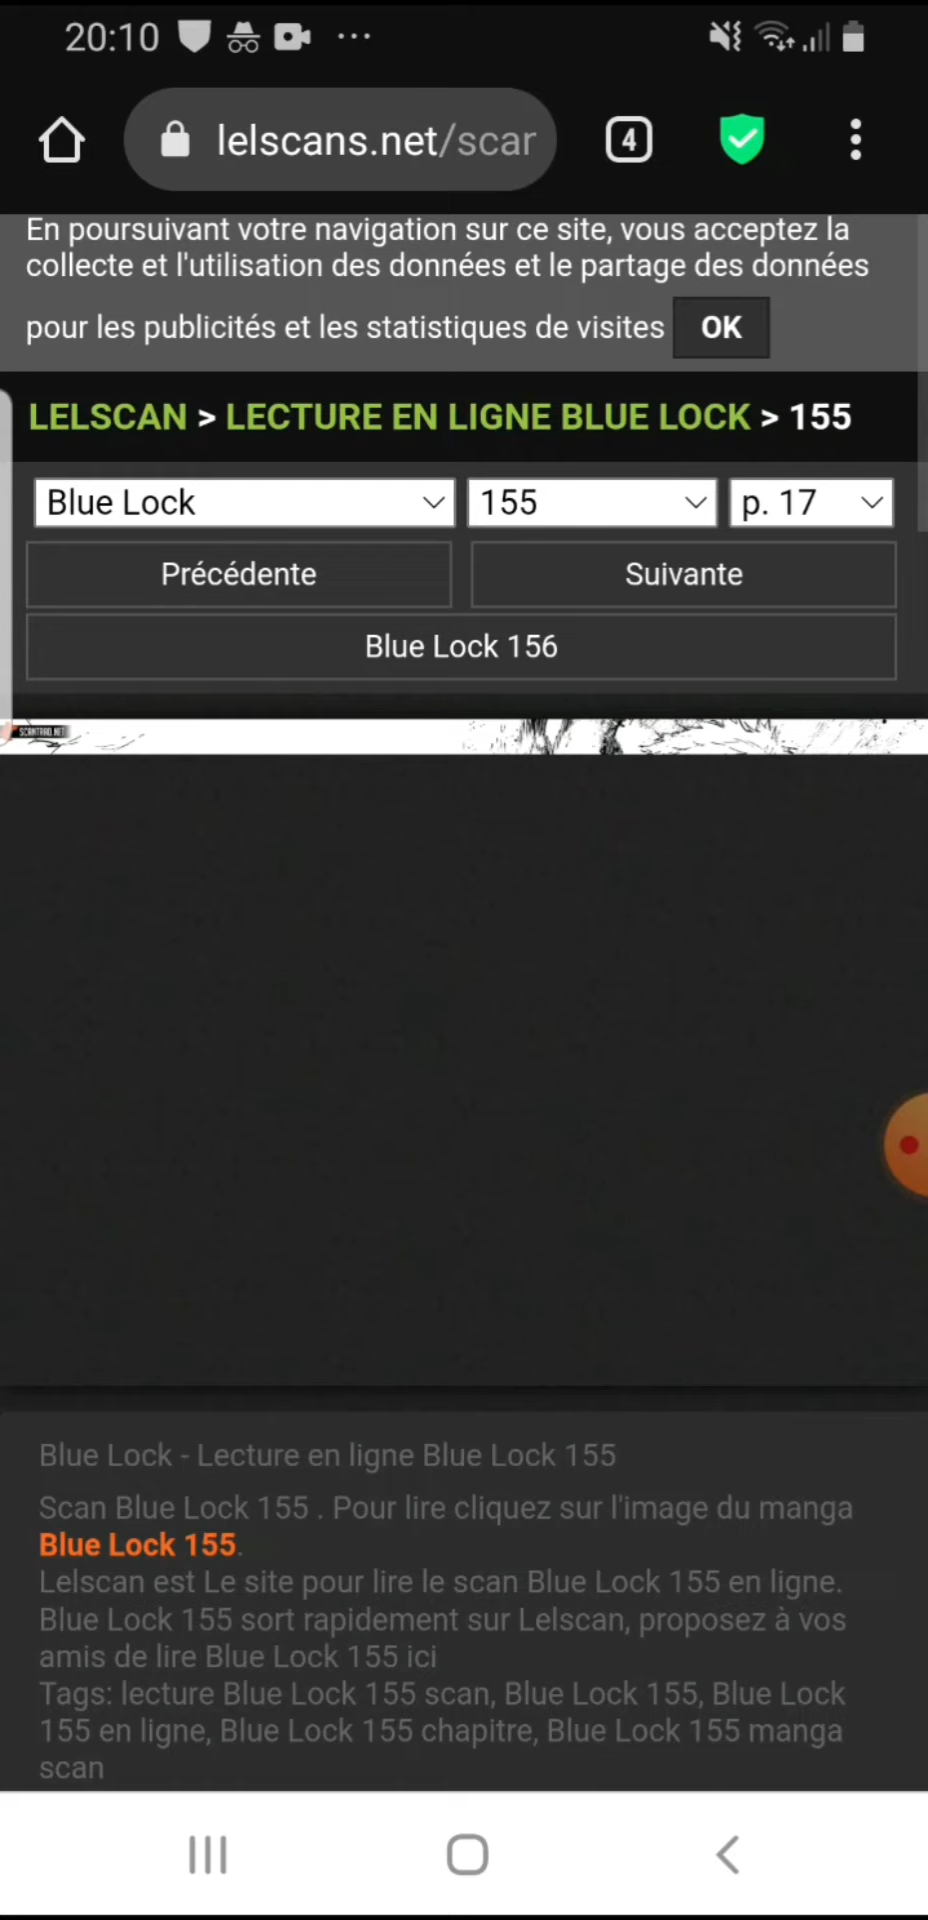 20:10
lelscans.net/scar
4
En poursuivant votre navigation sur ce site, vous acceptez la
collecte et l'utilisation des données et le partage des données
pour les publicités et les statistiques de visites OK
LELSCAN > LECTURE EN LIGNE BLUE LOCK > 155
Blue Lock 155 p. 17
Précédente Suivante
Blue Lock 156
SCANTRAD.NET
Blue Lock - Lecture en ligne Blue Lock 155
Scan Blue Lock 155 . Pour lire cliquez sur l'image du manga
Blue Lock 155.
Lelscan est Le site pour lire le scan Blue Lock 155 en ligne.
Blue Lock 155 sort rapidement sur Lelscan, proposez à vos
amis de lire Blue Lock 155 ici
Tags: lecture Blue Lock 155 scan, Blue Lock 155, Blue Lock
155 en ligne, Blue Lock 155 chapitre, Blue Lock 155 manga
scan